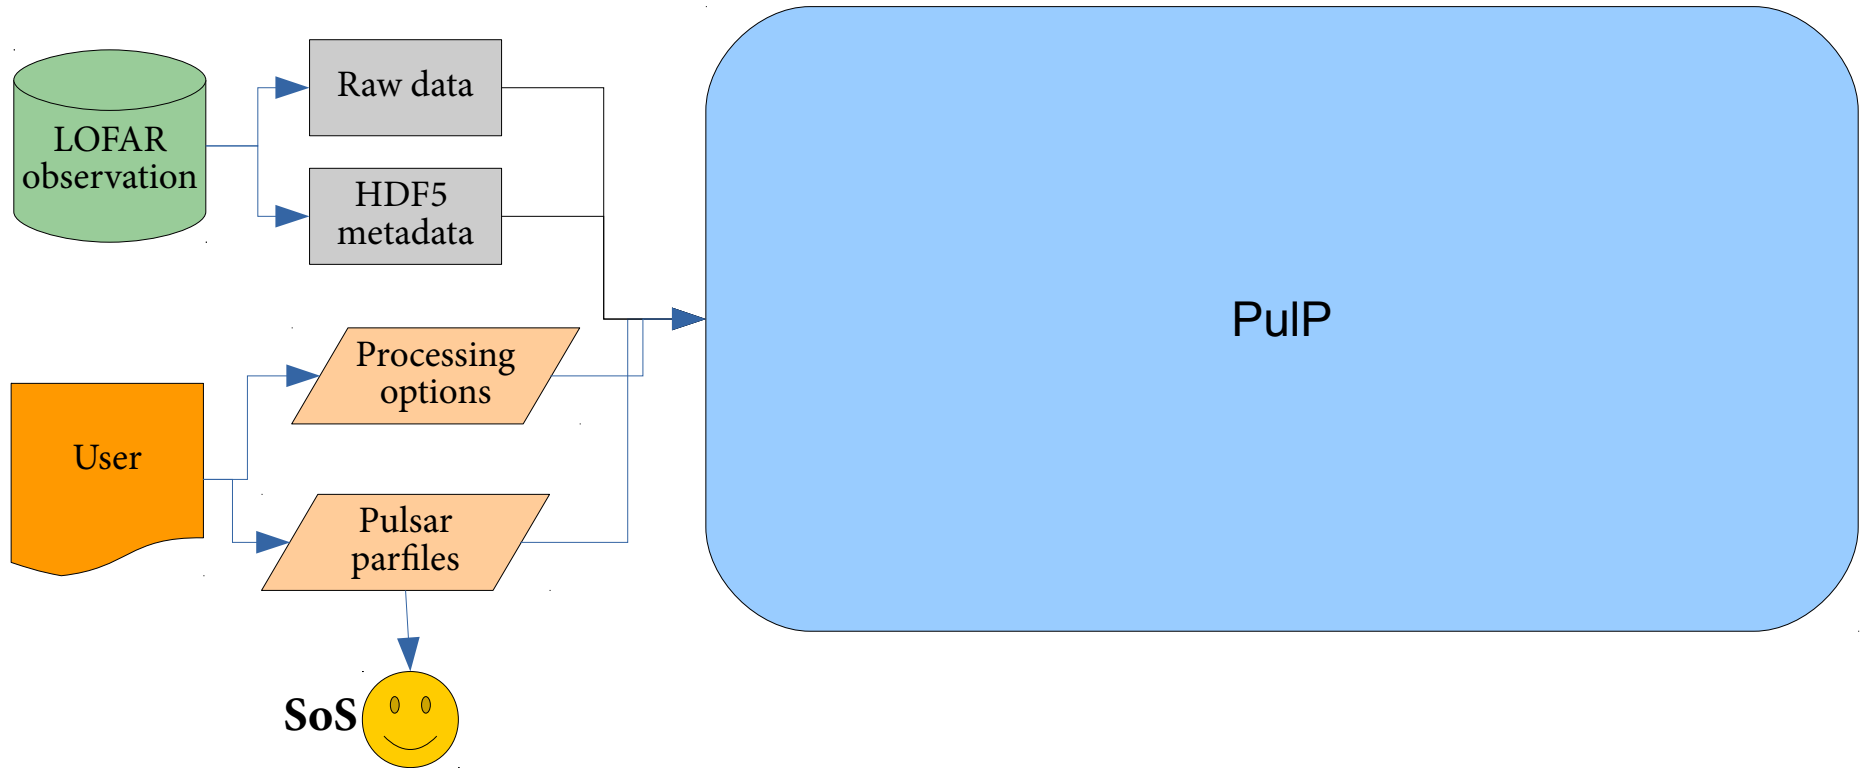 LOFAR
observation
Raw data
HDF5
metadata
Processing
options
User
Pulsar
parfiles
SoS
PulP